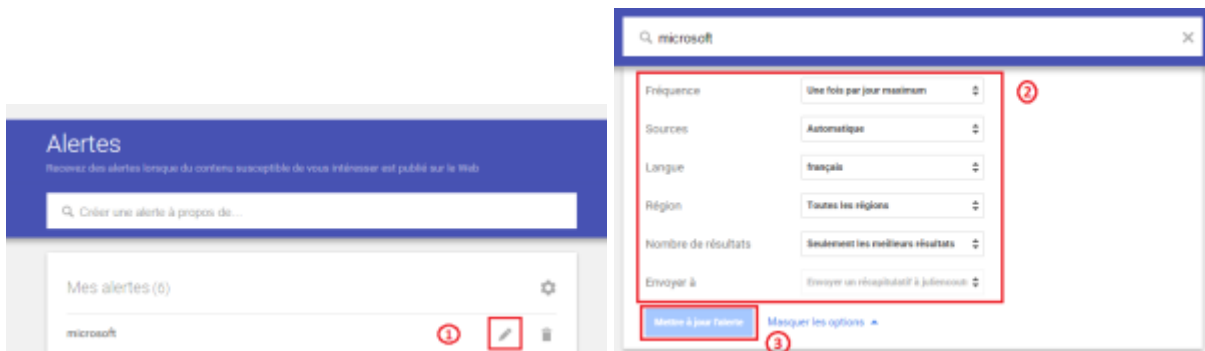 Alertes
Recevez des alertes lorsque du contenu susceptible de vous intéresser est publié sur le Web
Créer une alerte à propos de...
Mes alertes (6)
microsoft
1
microsoft
Fréquence
Une fois par jour maximum
2
Sources
Automatique
Langue
français
Région
Toutes les régions
Nombre de résultats
Seulement les meilleurs résultats
Envoyer à
Envoyer un récapitulatif à
Mettre à jour l'alerte
Masquer les options
3